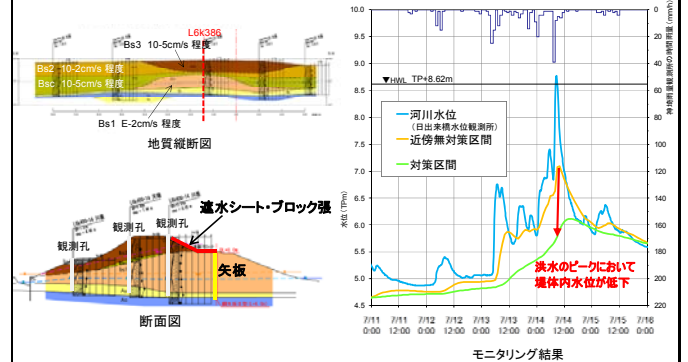 L6k386
Bs3 10-5cm/s 程度
Bs2 10-2cm/s 程度
Bsc 10-5cm/s 程度
Bs1 E-2cm/s 程度
地質縦断図
遮水シート・ブロック張
観測孔
観測孔
観測孔
矢板
断面図
10.0
9.5
9.0
8.5
8.0
7.5
7.0
6.5
6.0
5.5
5.0
4.5
水位(TPm)
0
20
40
60
80
100
120
140
160
180
200
220
神埼雨量観測所の時間雨量(mm/h)
▼HWL TP+8.62m
河川水位
(日出来橋水位観測所)
近傍無対策区間
対策区間
洪水のピークにおいて
堤体内水位が低下
7/11 7/11 7/12 7/12 7/13 7/13 7/14 7/14 7/15 7/15 7/16
0:00 12:00 0:00 12:00 0:00 12:00 0:00 12:00 0:00 12:00 0:00
モニタリング結果